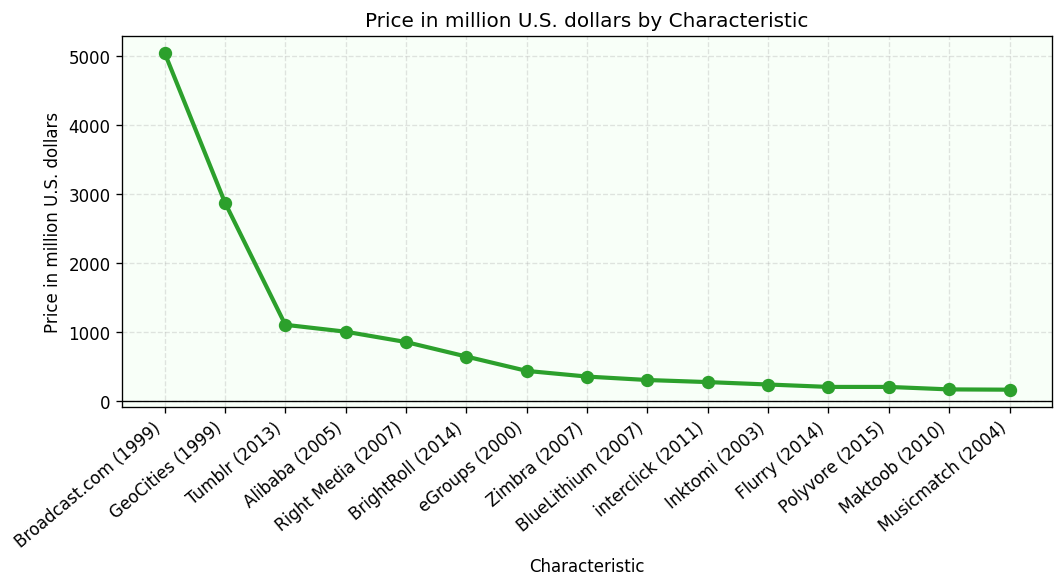 Price in million U.S. dollars by Characteristic
Price in million U.S. dollars
5000
4000
3000
2000
1000
0
Broadcast.com (1999)
GeoCities (1999)
Tumblr (2013)
Alibaba (2005)
Right Media (2007)
BrightRoll (2014)
eGroups (2000)
Zimbra (2007)
BlueLithium (2007)
interclick (2011)
Inktomi (2003)
Flurry (2014)
Polyvore (2015)
Maktoob (2010)
Musicmatch (2004)
Characteristic